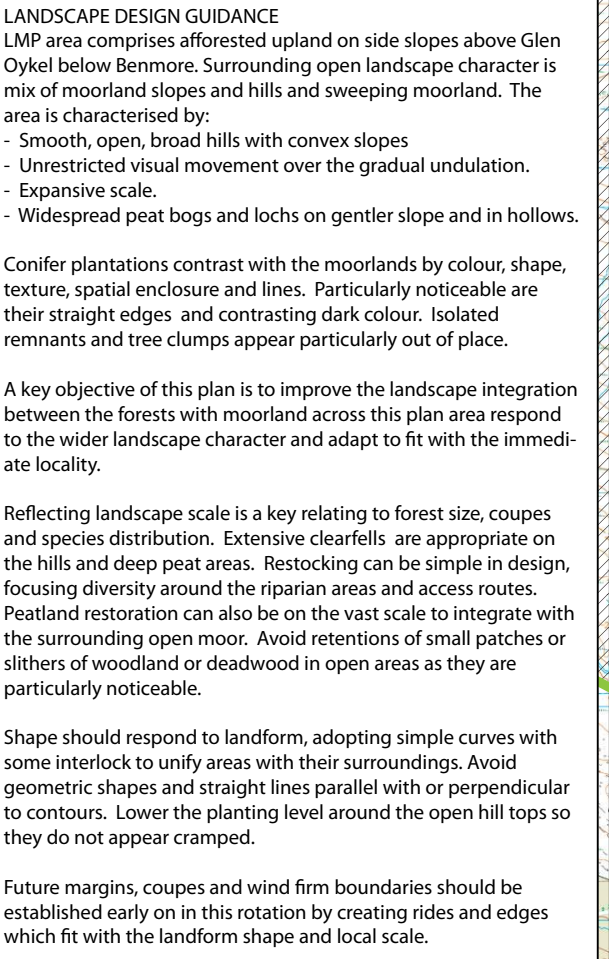 LANDSCAPE DESIGN GUIDANCE
LMP area comprises afforested upland on side slopes above Glen
Oykel below Benmore. Surrounding open landscape character is
mix of moorland slopes and hills and sweeping moorland. The
area is characterised by:
- Smooth, open, broad hills with convex slopes
- Unrestricted visual movement over the gradual undulation.
- Expansive scale.
- Widespread peat bogs and lochs on gentler slope and in hollows.
Conifer plantations contrast with the moorlands by colour, shape,
texture, spatial enclosure and lines. Particularly noticeable are
their straight edges and contrasting dark colour. Isolated
remnants and tree clumps appear particularly out of place.
A key objective of this plan is to improve the landscape integration
between the forests with moorland across this plan area respond
to the wider landscape character and adapt to fit with the immedi-
ate locality.
Reflecting landscape scale is a key relating to forest size, coupes
and species distribution. Extensive clearfells are appropriate on
the hills and deep peat areas. Restocking can be simple in design,
focusing diversity around the riparian areas and access routes.
Peatland restoration can also be on the vast scale to integrate with
the surrounding open moor. Avoid retentions of small patches or
slithers of woodland or deadwood in open areas as they are
particularly noticeable.
Shape should respond to landform, adopting simple curves with
some interlock to unify areas with their surroundings. Avoid
geometric shapes and straight lines parallel with or perpendicular
to contours. Lower the planting level around the open hill tops so
they do not appear cramped.
Future margins, coupes and wind firm boundaries should be
established early on in this rotation by creating rides and edges
which fit with the landform shape and local scale.